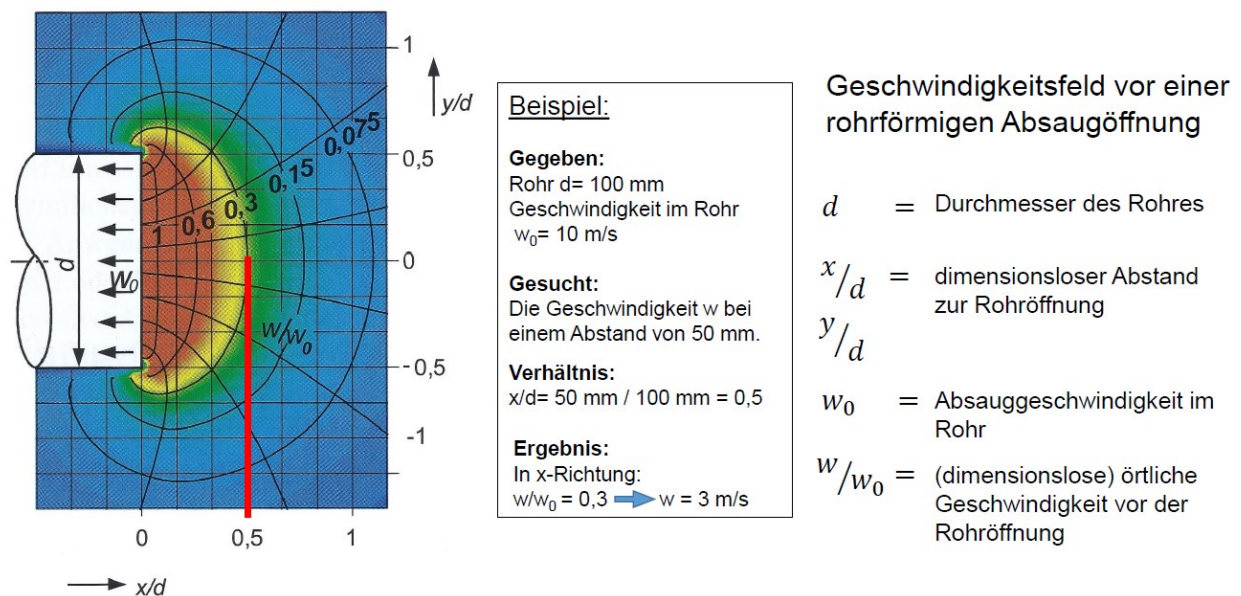 1
y/d
0,5
0
-0,5
-1
0,075
0,15
0,3
0,6
1
d
W₀
w/w₀
0
0,5
1
x/d
Beispiel:
Gegeben:
Rohr d= 100 mm
Geschwindigkeit im Rohr
w₀= 10 m/s
Gesucht:
Die Geschwindigkeit w bei
einem Abstand von 50 mm.
Verhältnis:
x/d= 50 mm / 100 mm = 0,5
Ergebnis:
In x-Richtung:
w/w₀ = 0,3 w = 3 m/s
Geschwindigkeitsfeld vor einer
rohrförmigen Absaugöffnung
d = Durchmesser des Rohres
x/d = dimensionsloser Abstand
zur Rohröffnung
y/d
w₀ = Absauggeschwindigkeit im
Rohr
w/w₀ = (dimensionslose) örtliche
Geschwindigkeit vor der
Rohröffnung